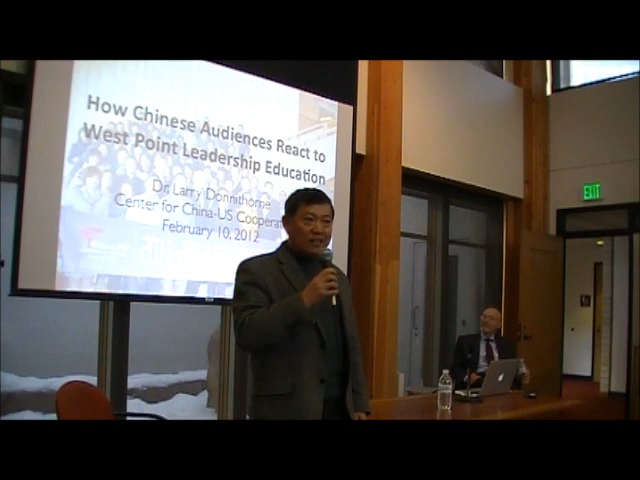 How Chinese Audiences React to
West Point Leadership Education
Dr. Larry Donnithorne
Center for China-US
February 10, 2012
EXIT